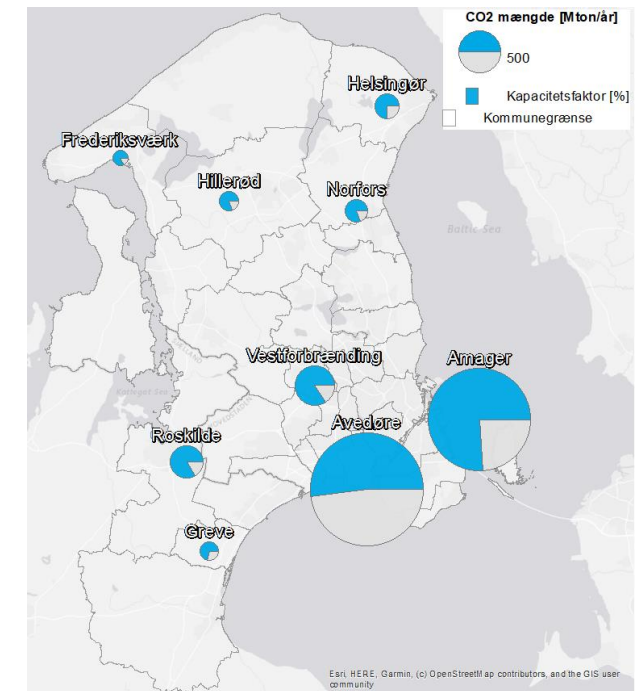 CO2 mængde [Mton/år]
500
Kapacitetsfaktor [%]
Kommunegrænse
Helsingør
Frederiksværk
Hillerød
Norfors
Baltic Sea
Vestforbrænding
Amager
Avedøre
Roskilde
Greve
Esri, HERE, Garmin, (c) OpenStreetMap contributors, and the GIS user
community